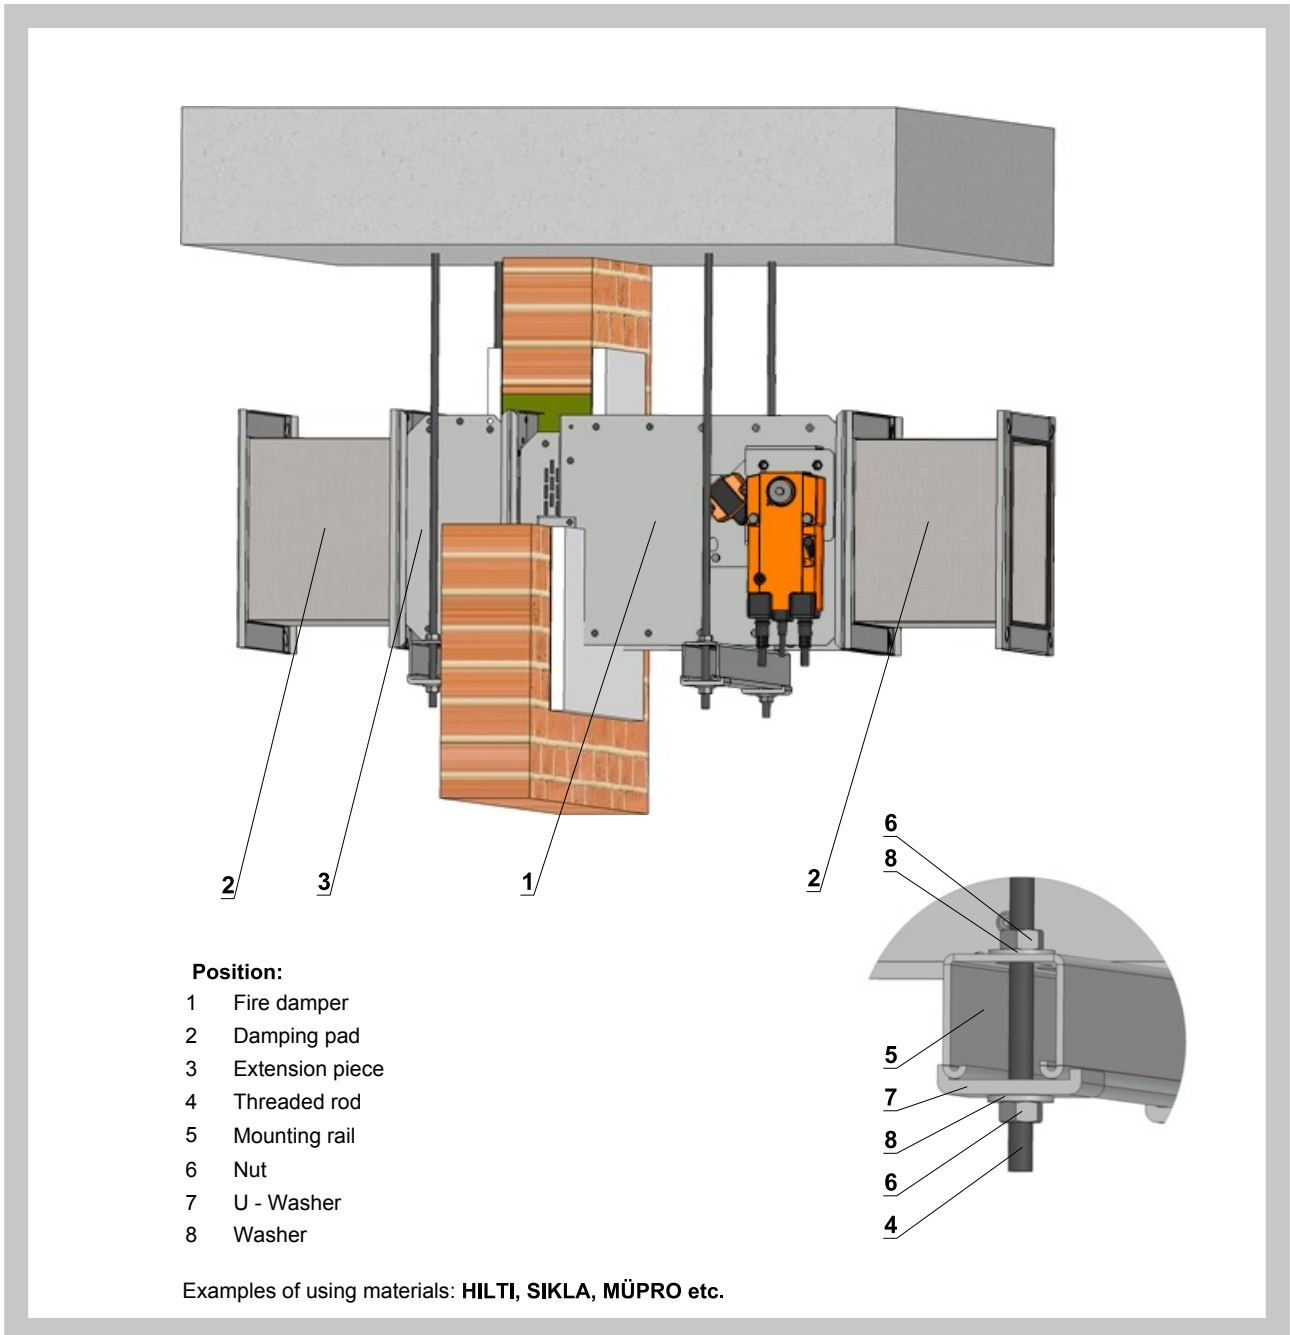 2 3 1 2
6
8
5
7
8
6
4
Position:
1 Fire damper
2 Damping pad
3 Extension piece
4 Threaded rod
5 Mounting rail
6 Nut
7 U - Washer
8 Washer
Examples of using materials: HILTI, SIKLA, MÜPRO etc.